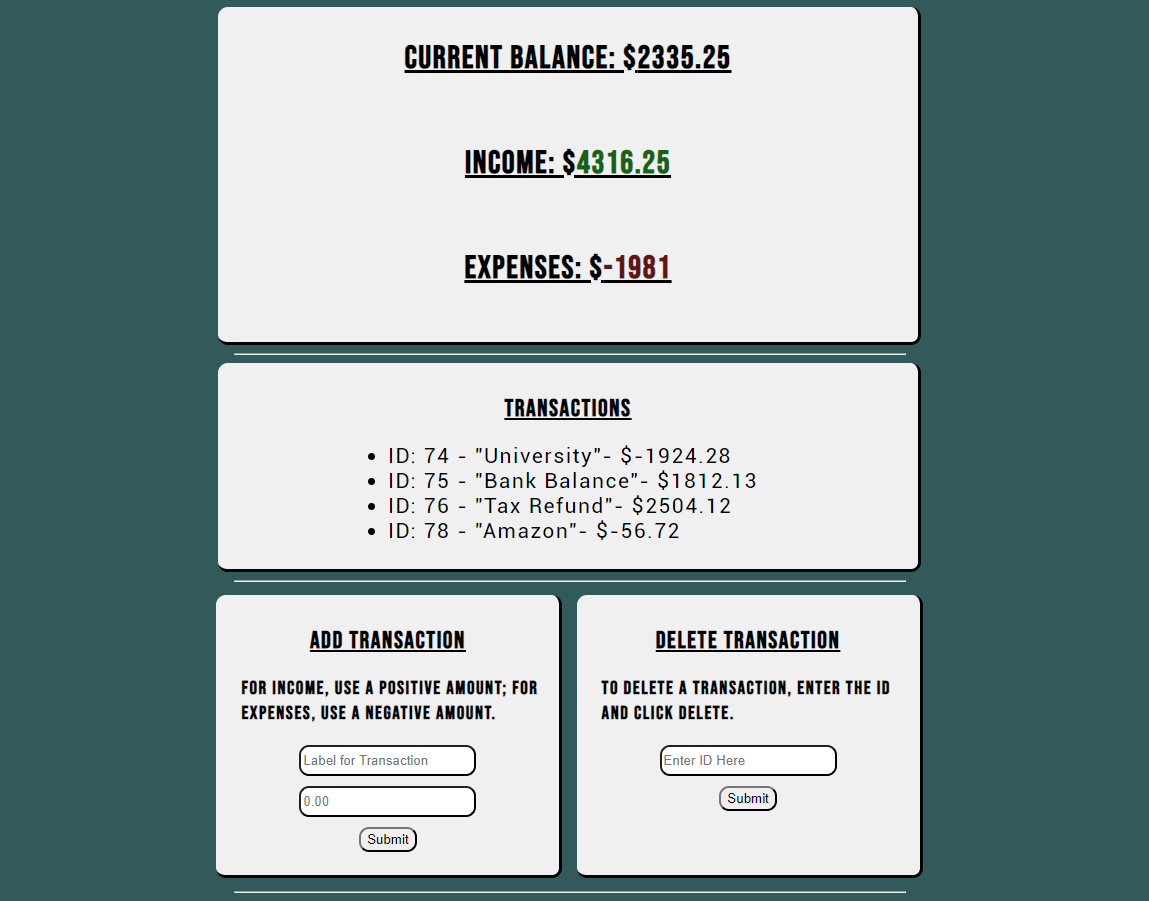 CURRENT BALANCE: $2335.25
INCOME: $4316.25
EXPENSES: $-1981
TRANSACTIONS
• ID: 74 - "University"- $-1924.28
• ID: 75 - "Bank Balance"- $1812.13
• ID: 76 - "Tax Refund"- $2504.12
• ID: 78 - "Amazon"- $-56.72
ADD TRANSACTION
FOR INCOME, USE A POSITIVE AMOUNT; FOR
EXPENSES, USE A NEGATIVE AMOUNT.
Label for Transaction
0.00
Submit
DELETE TRANSACTION
TO DELETE A TRANSACTION, ENTER THE ID
AND CLICK DELETE.
Enter ID Here
Submit